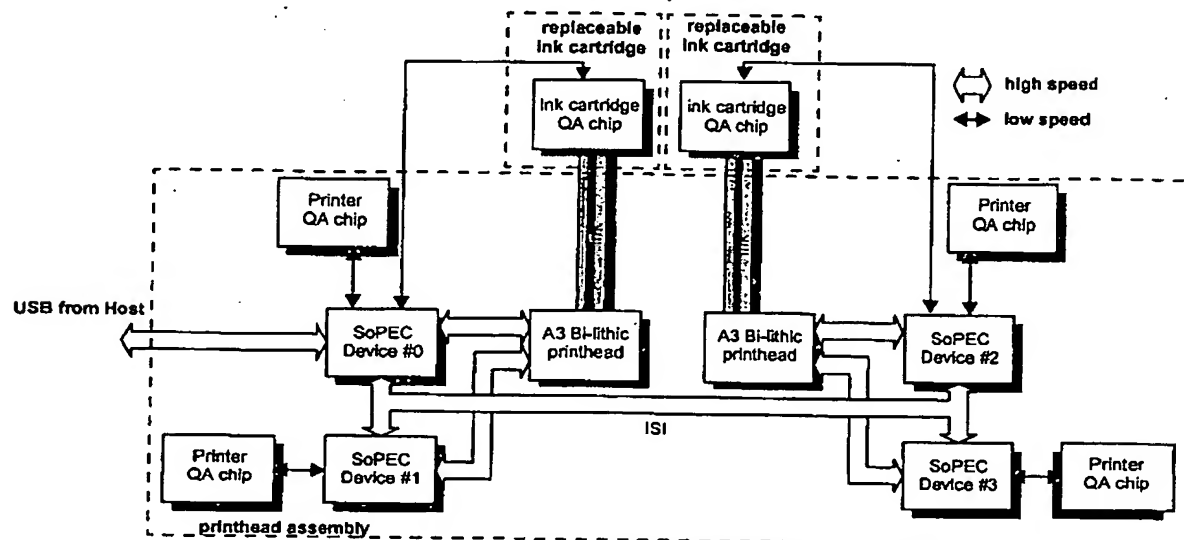 replaceable
ink cartridge
replaceable
ink cartridge
high speed
low speed
Ink cartridge
QA chip
ink cartridge
QA chip
Printer
QA chip
Printer
QA chip
USB from Host
SoPEC
Device #0
A3 Bi-lithic
printhead
A3 Bi-lithic
printhead
SoPEC
Device #2
ISI
Printer
QA chip
SoPEC
Device #1
SoPEC
Device #3
Printer
QA chip
printhead assembly